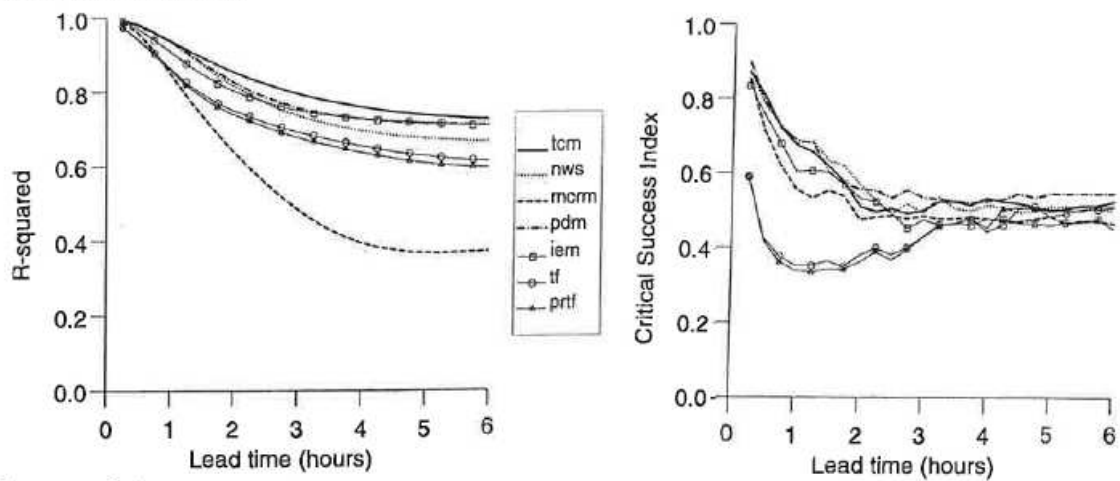 1.0
0.8
0.6
0.4
0.2
0.0
R-squared
0 1 2 3 4 5 6
Lead time (hours)
tcm
nws
mcrm
pdm
iem
tf
prtf
1.0
0.8
0.6
0.4
0.2
0.0
Critical Success Index
0 1 2 3 4 5 6
Lead time (hours)